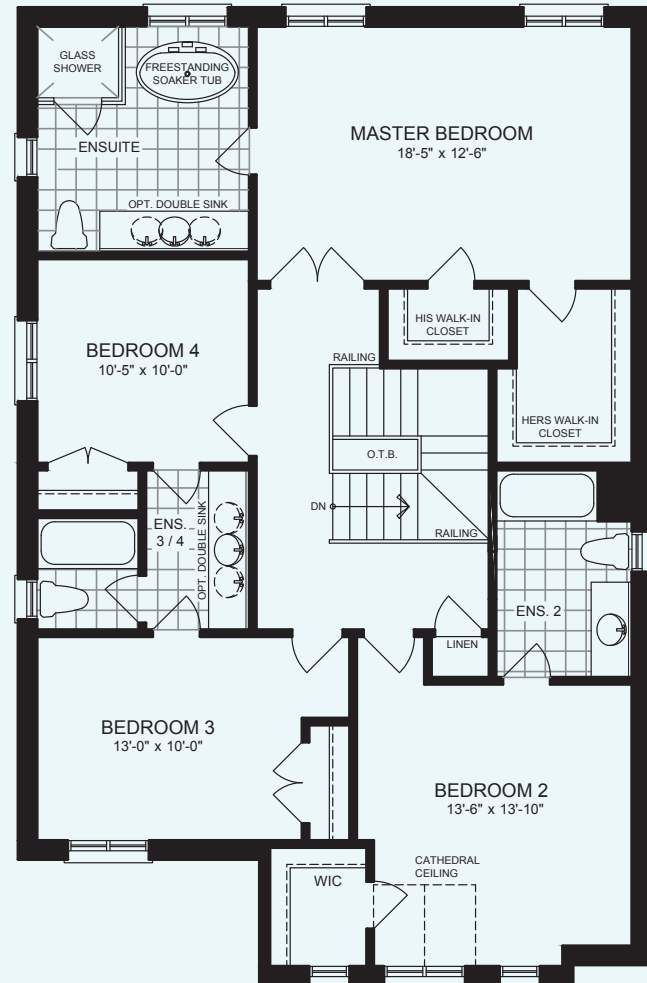 GLASS
SHOWER
FREESTANDING
SOAKER TUB
ENSUITE
OPT. DOUBLE SINK
MASTER BEDROOM
18'-5" x 12'-6"
HIS WALK-IN
CLOSET
HERS WALK-IN
CLOSET
BEDROOM 4
10'-5" x 10'-0"
RAILING
O.T.B.
DN
RAILING
ENS.
3 / 4
OPT. DOUBLE SINK
LINEN
ENS. 2
BEDROOM 3
13'-0" x 10'-0"
BEDROOM 2
13'-6" x 13'-10"
WIC
CATHEDRAL
CEILING